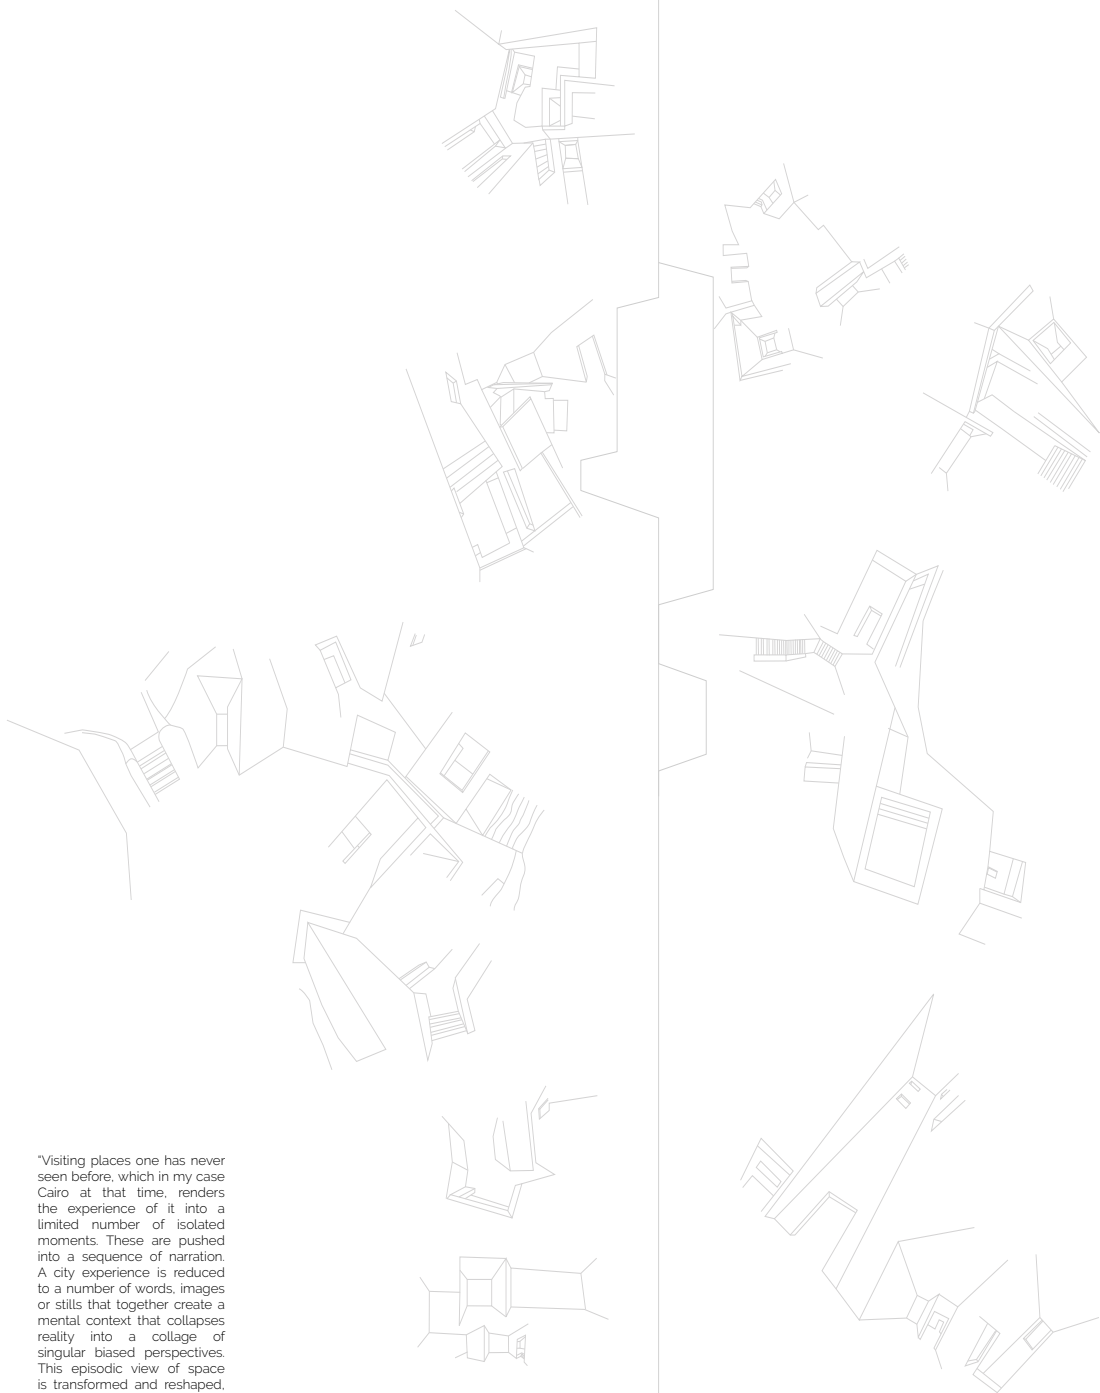 "Visiting places one has never
seen before, which in my case
Cairo at that time, renders
the experience of it into a
limited number of isolated
moments. These are pushed
into a sequence of narration.
A city experience is reduced
to a number of words, images
or stills that together create a
mental context that collapses
reality into a collage of
singular biased perspectives.
This episodic view of space
is transformed and reshaped,